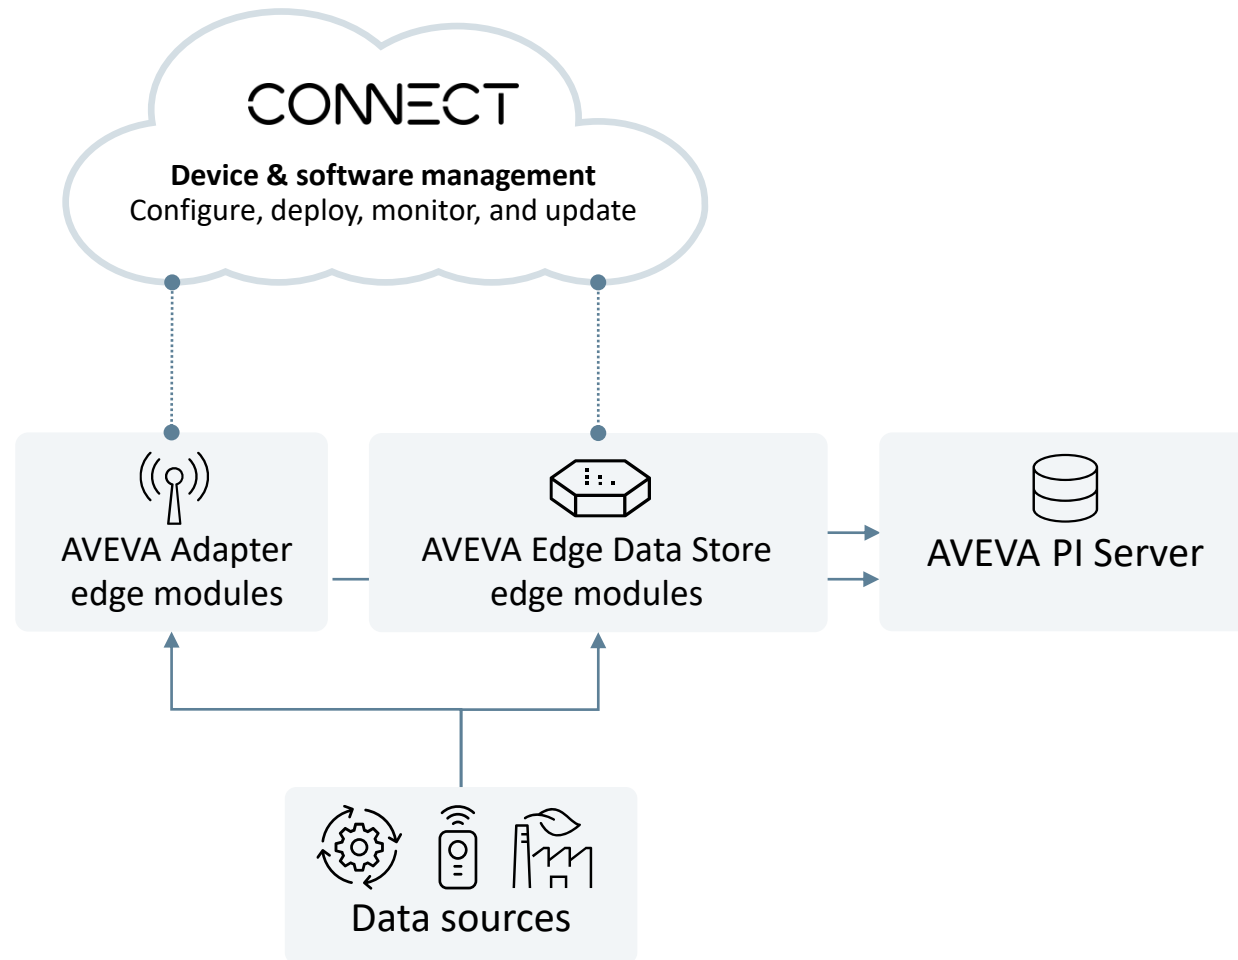 CONNECT
Device & software management
Configure, deploy, monitor, and update
AVEVA Adapter
edge modules
AVEVA Edge Data Store
edge modules
AVEVA PI Server
Data sources